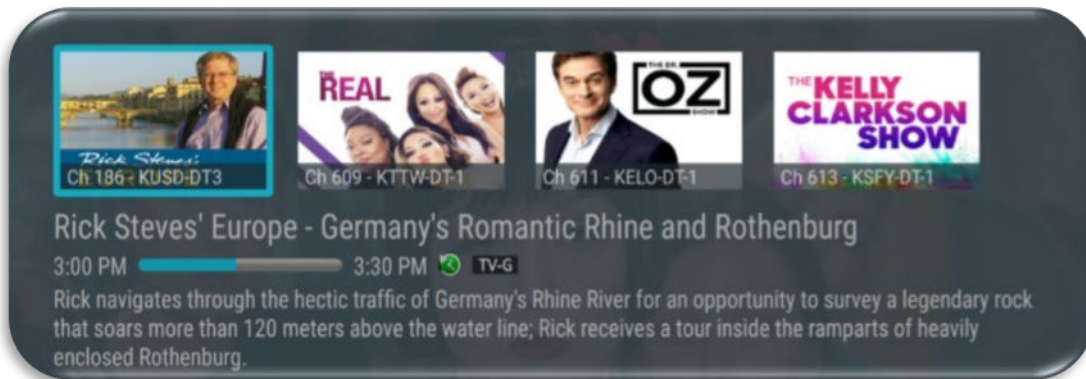 Rick Steves'
Ch 186 - KUSD-DT3
THE
REAL
Ch 609 - KTTW-DT-1
THE DR.
OZ
SHOW
Ch 611 - KELO-DT-1
THE
KELLY
CLARKSON
SHOW
Ch 613 - KSFY-DT-1
Rick Steves' Europe - Germany's Romantic Rhine and Rothenburg
3:00 PM 3:30 PM TV-G
Rick navigates through the hectic traffic of Germany's Rhine River for an opportunity to survey a legendary rock
that soars more than 120 meters above the water line; Rick receives a tour inside the ramparts of heavily
enclosed Rothenburg.